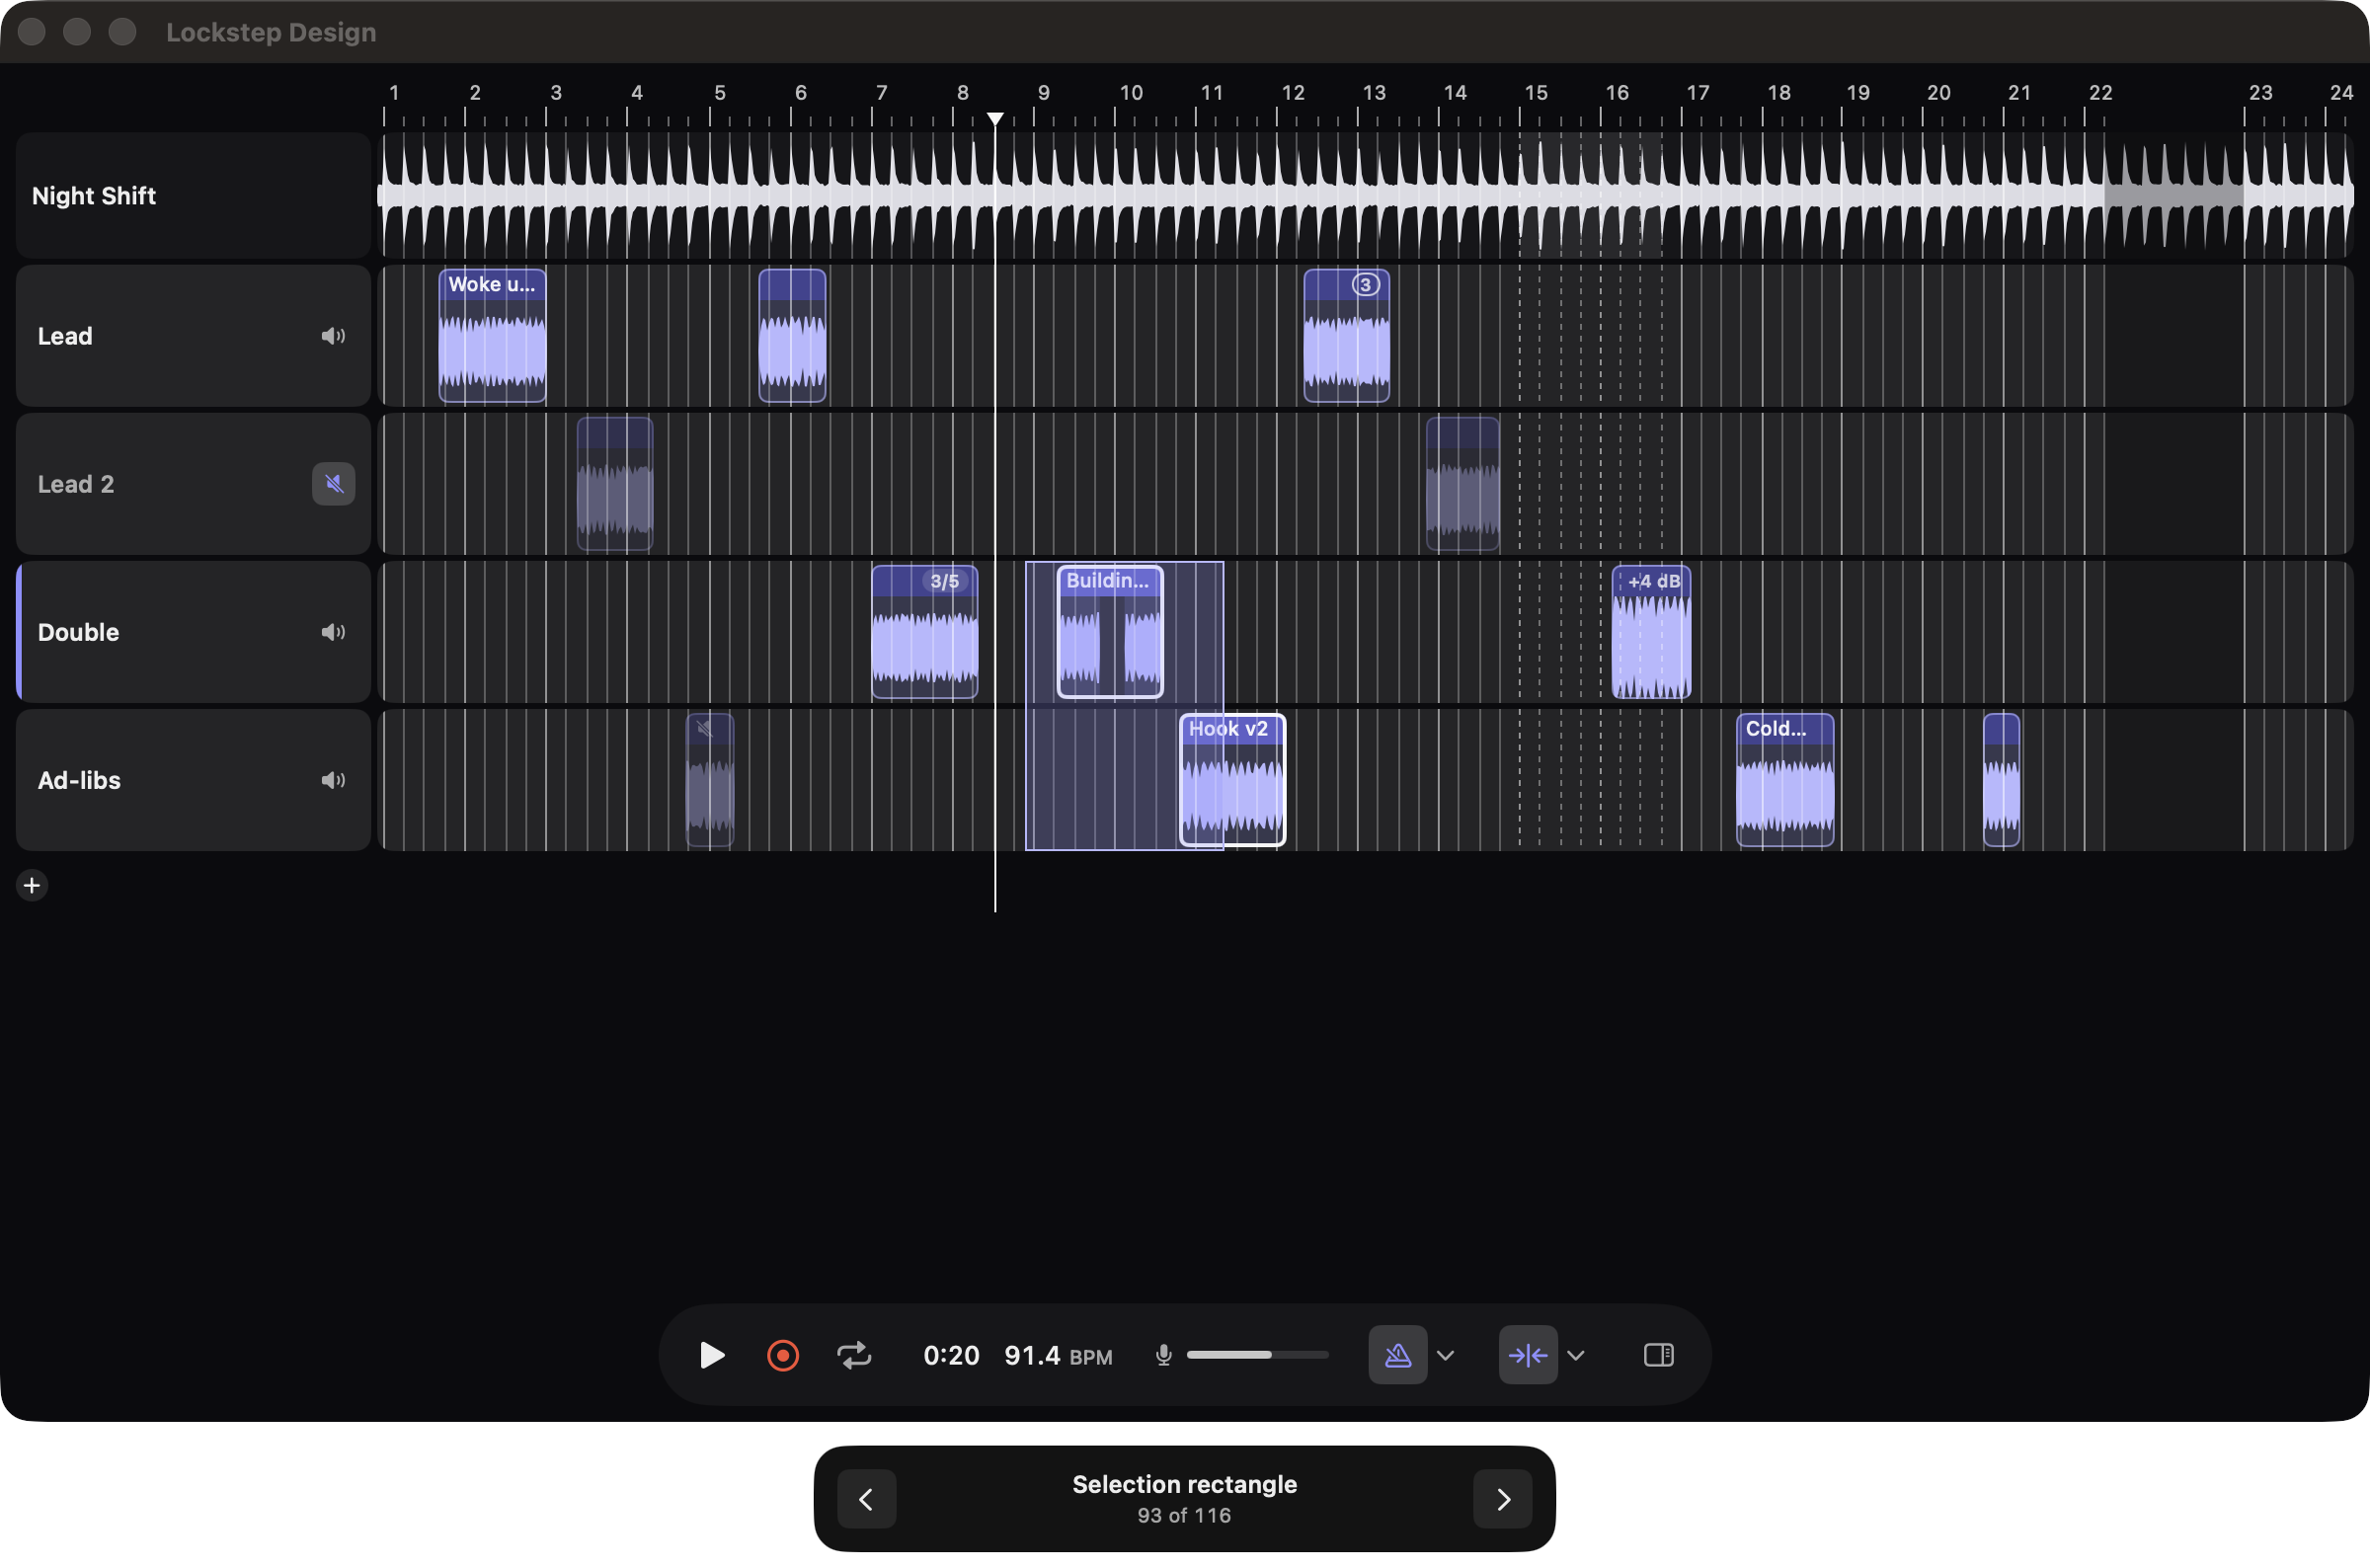 Lockstep Design
1 2 3 4 5 6 7 8 9 10 11 12 13 14 15 16 17 18 19 20 21 22 23 24
Night Shift
Woke u...
3
Lead
Lead 2
3/5
Buildin...
+4 dB
Double
Hook v2
Cold...
Ad-libs
0:20 91.4 BPM
Selection rectangle
93 of 116